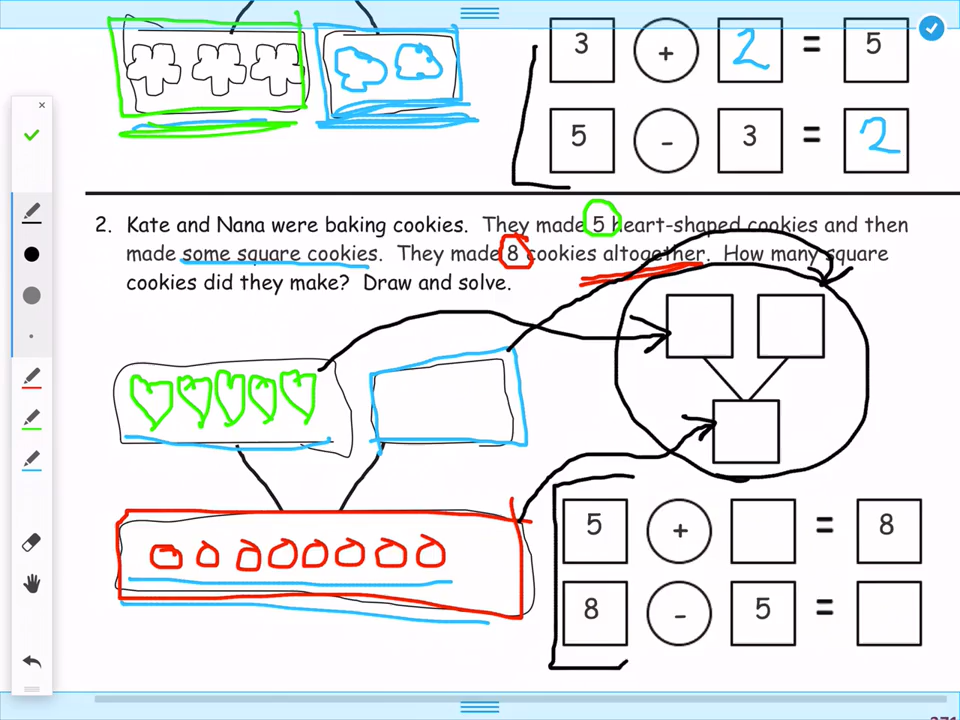 3 + 2 = 5
5 - 3 = 2
2. Kate and Nana were baking cookies. They made 5 heart-shaped cookies and then
made some square cookies. They made 8 cookies altogether. How many square
cookies did they make? Draw and solve.
5 + = 8
8 - 5 =